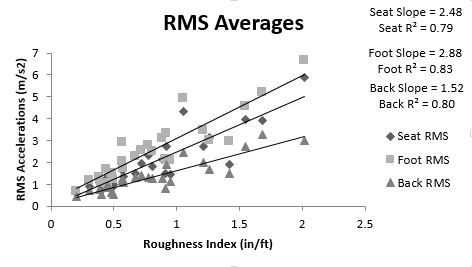 RMS Averages
Seat Slope = 2.48
Seat R² = 0.79
Foot Slope = 2.88
Foot R² = 0.83
Back Slope = 1.52
Back R² = 0.80
RMS Accelerations (m/s2)
7
6
5
4
3
2
1
0
0
0.5
1
1.5
2
2.5
Roughness Index (in/ft)
Seat RMS
Foot RMS
Back RMS